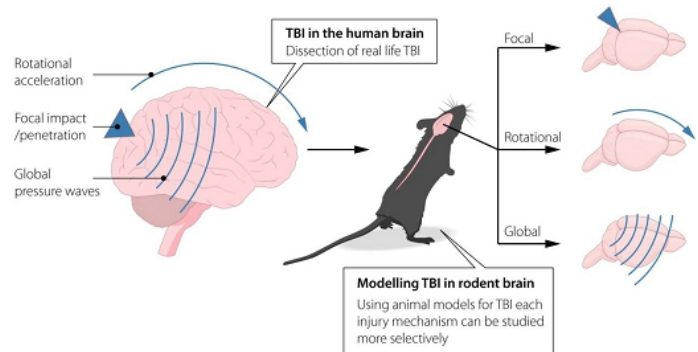 TBI in the human brain
Dissection of real life TBI
Rotational
acceleration
Focal impact
/penetration
Global
pressure waves
Focal
Rotational
Global
Modelling TBI in rodent brain
Using animal models for TBI each
injury mechanism can be studied
more selectively